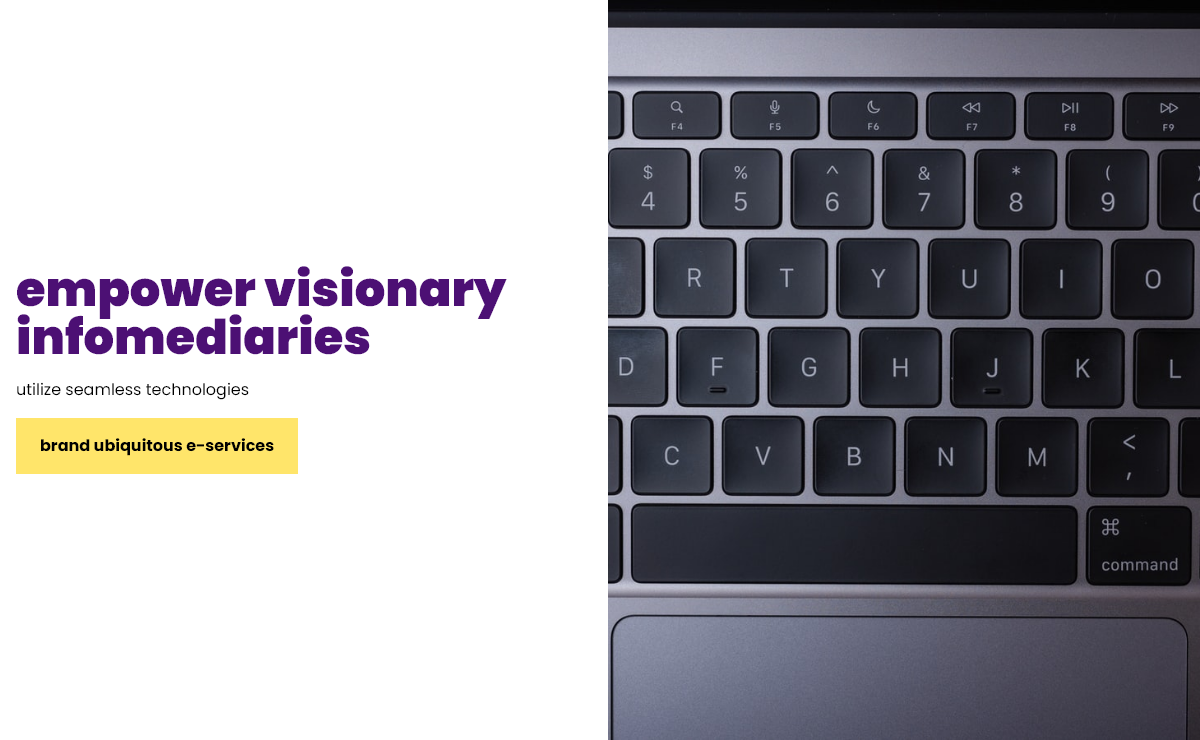 empower visionary
infomediaries
utilize seamless technologies
brand ubiquitous e-services
F4 F5 F6 F7 F8 F9
$ % ^ & * (
4 5 6 7 8 9
R T Y U I O
D F G H J K L
C V B N M <
,
⌘
command